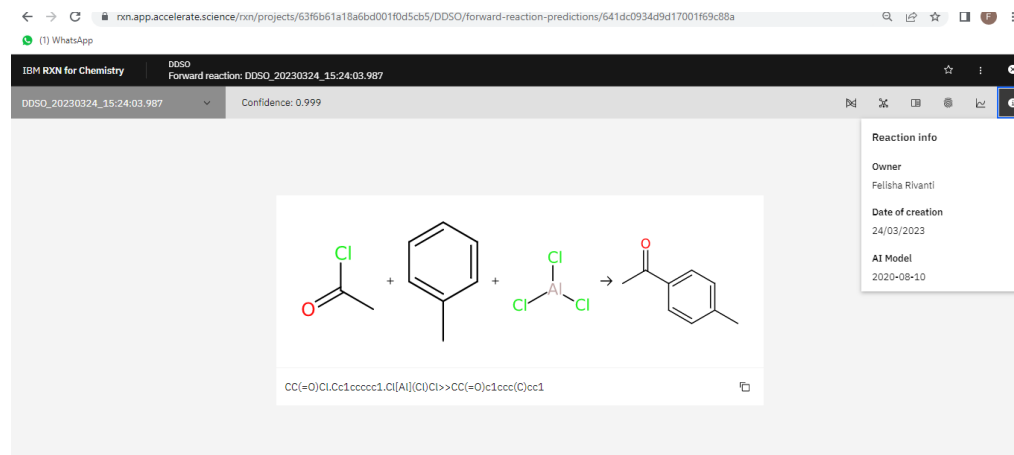 rxn.app.accelerate.science/rxn/projects/63f6b61a18a6bd001f0d5cb5/DDSO/forward-reaction-predictions/641dc0934d9d17001f69c88a
F
(1) WhatsApp
IBM RXN for Chemistry
DDSO
Forward reaction: DDSO_20230324_15:24:03.987
DDSO_20230324_15:24:03.987
Confidence: 0.999
Reaction info
Owner
Felisha Rivanti
Date of creation
24/03/2023
AI Model
2020-08-10
Cl
O
+
+
Cl
Al
Cl
Cl
→
O
CC(=O)Cl.Cc1ccccc1.Cl[Al](Cl)Cl>>CC(=O)c1ccc(C)cc1